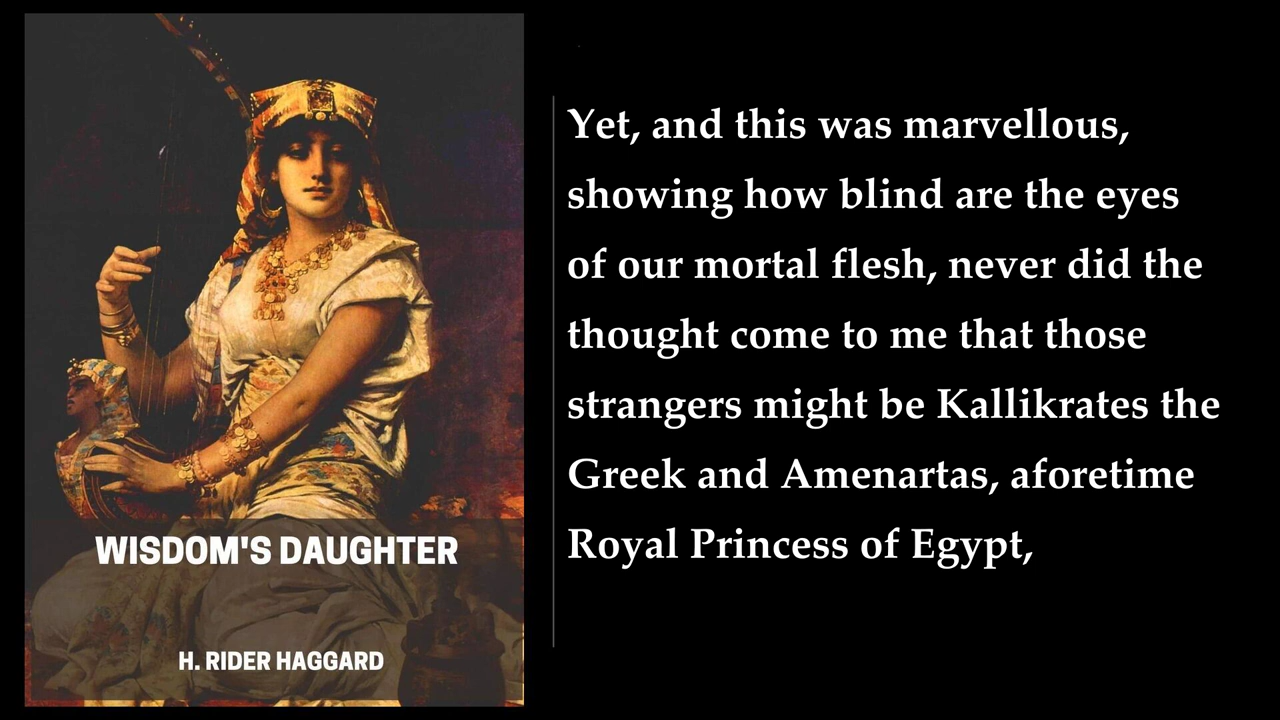 WISDOM'S DAUGHTER
H. RIDER HAGGARD
Yet, and this was marvellous,
showing how blind are the eyes
of our mortal flesh, never did the
thought come to me that those
strangers might be Kallikrates the
Greek and Amenartas, aforetime
Royal Princess of Egypt,